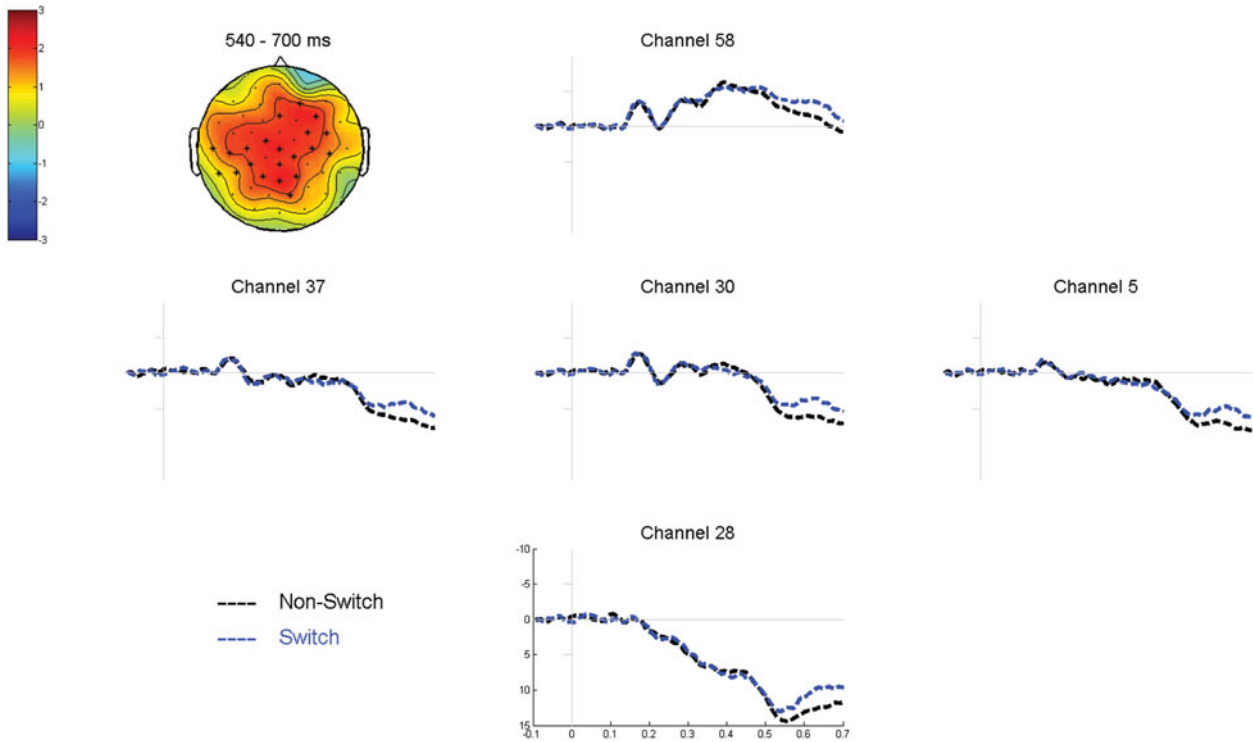 3
2
1
0
-1
-2
-3
540 - 700 ms
Channel 58
Channel 37
Channel 30
Channel 5
Channel 28
-10
-5
0
5
10
15
-0.1 0 0.1 0.2 0.3 0.4 0.5 0.6 0.7
Non-Switch
Switch